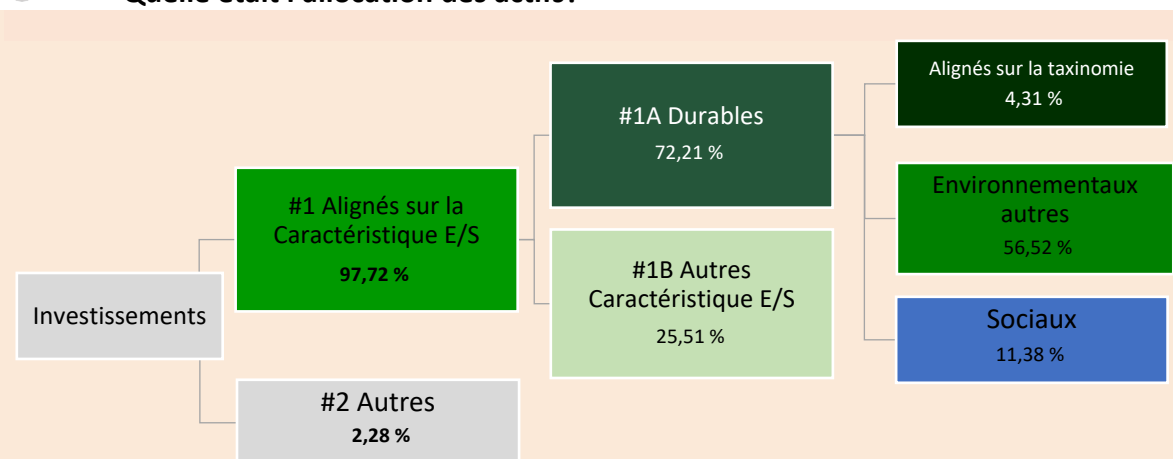 Quelle était l'allocation des actifs?
Alignés sur la taxinomie
4,31 %
#1A Durables
72,21 %
Environnementaux
autres
56,52 %
#1 Alignés sur la
Caractéristique E/S
97,72 %
#1B Autres
Caractéristique E/S
25,51 %
Investissements
Sociaux
11,38 %
#2 Autres
2,28 %